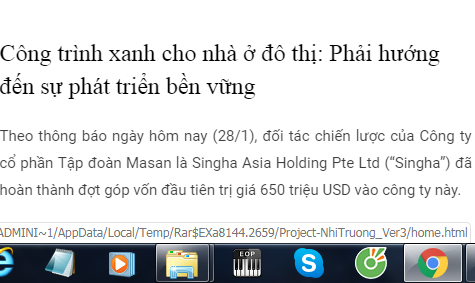 Công trình xanh cho nhà ở đô thị: Phải hướng
đến sự phát triển bền vững
Theo thông báo ngày hôm nay (28/1), đối tác chiến lược của Công ty
cổ phần Tập đoàn Masan là Singha Asia Holding Pte Ltd (“Singha”) đã
hoàn thành đợt góp vốn đầu tiên trị giá 650 triệu USD vào công ty này.
ADMINI~1/AppData/Local/Temp/Rar$EXa8144.2659/Project-NhiTruong_Ver3/home.html
EOP